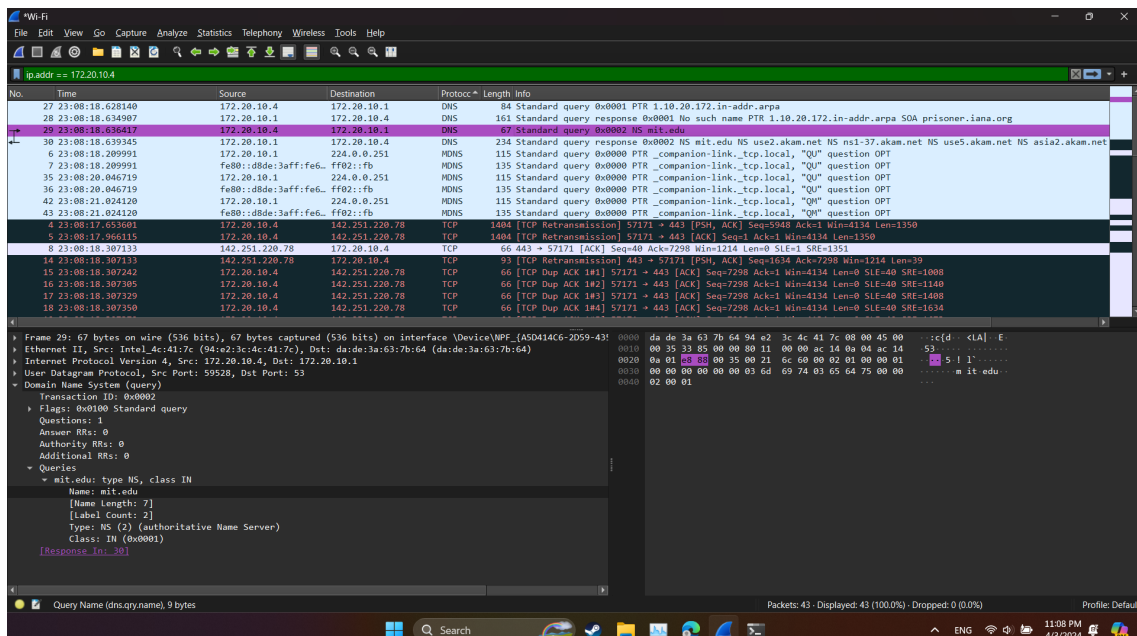 *Wi-Fi
File Edit View Go Capture Analyze Statistics Telephony Wireless Tools Help
ip.addr == 172.20.10.4
No. Time Source Destination Protocc Length Info
27 23:08:18.628140 172.20.10.4 172.20.10.1 DNS 84 Standard query 0x0001 PTR 1.10.20.172.in-addr.arpa
28 23:08:18.634907 172.20.10.1 172.20.10.4 DNS 161 Standard query response 0x0001 No such name PTR 1.10.20.172.in-addr.arpa SOA prisoner.iana.org
29 23:08:18.636417 172.20.10.4 172.20.10.1 DNS 67 Standard query 0x0002 NS mit.edu
30 23:08:18.639345 172.20.10.1 172.20.10.4 DNS 234 Standard query response 0x0002 NS mit.edu NS use2.akam.net NS ns1-37.akam.net NS use5.akam.net NS asia2.akam.net
6 23:08:18.209991 172.20.10.1 224.0.0.251 MDNS 115 Standard query 0x0000 PTR _companion-link._tcp.local, "QU" question OPT
7 23:08:18.209991 fe80::d8de:3aff:fe6… ff02::fb MDNS 135 Standard query 0x0000 PTR _companion-link._tcp.local, "QU" question OPT
35 23:08:20.046719 172.20.10.1 224.0.0.251 MDNS 115 Standard query 0x0000 PTR _companion-link._tcp.local, "QU" question OPT
36 23:08:20.046719 fe80::d8de:3aff:fe6… ff02::fb MDNS 135 Standard query 0x0000 PTR _companion-link._tcp.local, "QU" question OPT
42 23:08:21.024120 172.20.10.1 224.0.0.251 MDNS 115 Standard query 0x0000 PTR _companion-link._tcp.local, "QM" question OPT
43 23:08:21.024120 fe80::d8de:3aff:fe6… ff02::fb MDNS 135 Standard query 0x0000 PTR _companion-link._tcp.local, "QM" question OPT
4 23:08:17.653601 172.20.10.4 142.251.220.78 TCP 1404 [TCP Retransmission] 57171 → 443 [PSH, ACK] Seq=5948 Ack=1 Win=4134 Len=1350
5 23:08:17.966115 172.20.10.4 142.251.220.78 TCP 1404 [TCP Retransmission] 57171 → 443 [ACK] Seq=1 Ack=1 Win=4134 Len=1350
8 23:08:18.307133 142.251.220.78 172.20.10.4 TCP 66 443 → 57171 [ACK] Seq=40 Ack=7298 Win=1214 Len=0 SLE=1 SRE=1351
14 23:08:18.307133 142.251.220.78 172.20.10.4 TCP 93 [TCP Retransmission] 443 → 57171 [PSH, ACK] Seq=1634 Ack=7298 Win=1214 Len=39
15 23:08:18.307242 172.20.10.4 142.251.220.78 TCP 66 [TCP Dup ACK 1#1] 57171 → 443 [ACK] Seq=7298 Ack=1 Win=4134 Len=0 SLE=40 SRE=1008
16 23:08:18.307305 172.20.10.4 142.251.220.78 TCP 66 [TCP Dup ACK 1#2] 57171 → 443 [ACK] Seq=7298 Ack=1 Win=4134 Len=0 SLE=40 SRE=1140
17 23:08:18.307329 172.20.10.4 142.251.220.78 TCP 66 [TCP Dup ACK 1#3] 57171 → 443 [ACK] Seq=7298 Ack=1 Win=4134 Len=0 SLE=40 SRE=1408
18 23:08:18.307350 172.20.10.4 142.251.220.78 TCP 66 [TCP Dup ACK 1#4] 57171 → 443 [ACK] Seq=7298 Ack=1 Win=4134 Len=0 SLE=40 SRE=1634
Frame 29: 67 bytes on wire (536 bits), 67 bytes captured (536 bits) on interface \Device\NPF_{A5D414C6-2D59-435
Ethernet II, Src: Intel_4c:41:7c (94:e2:3c:4c:41:7c), Dst: da:de:3a:63:7b:64 (da:de:3a:63:7b:64)
Internet Protocol Version 4, Src: 172.20.10.4, Dst: 172.20.10.1
User Datagram Protocol, Src Port: 59528, Dst Port: 53
Domain Name System (query)
Transaction ID: 0x0002
Flags: 0x0100 Standard query
Questions: 1
Answer RRs: 0
Authority RRs: 0
Additional RRs: 0
Queries
mit.edu: type NS, class IN
Name: mit.edu
[Name Length: 7]
[Label Count: 2]
Type: NS (2) (authoritative Name Server)
Class: IN (0x0001)
[Response In: 30]
0000 da de 3a 63 7b 64 94 e2 3c 4c 41 7c 08 00 45 00 ··:c{d·· <LA|··E·
0010 00 35 33 85 00 00 80 11 00 00 ac 14 0a 04 ac 14 ·53····· ········
0020 0a 01 e8 88 00 35 00 21 6c 60 00 02 01 00 00 01 ·····5·! l`······
0030 00 00 00 00 00 00 03 6d 69 74 03 65 64 75 00 00 ·······m it·edu··
0040 02 00 01 ···
Query Name (dns.qry.name), 9 bytes
Packets: 43 · Displayed: 43 (100.0%) · Dropped: 0 (0.0%)
Profile: Defaul
Search
ENG
11:08 PM
4/3/2024